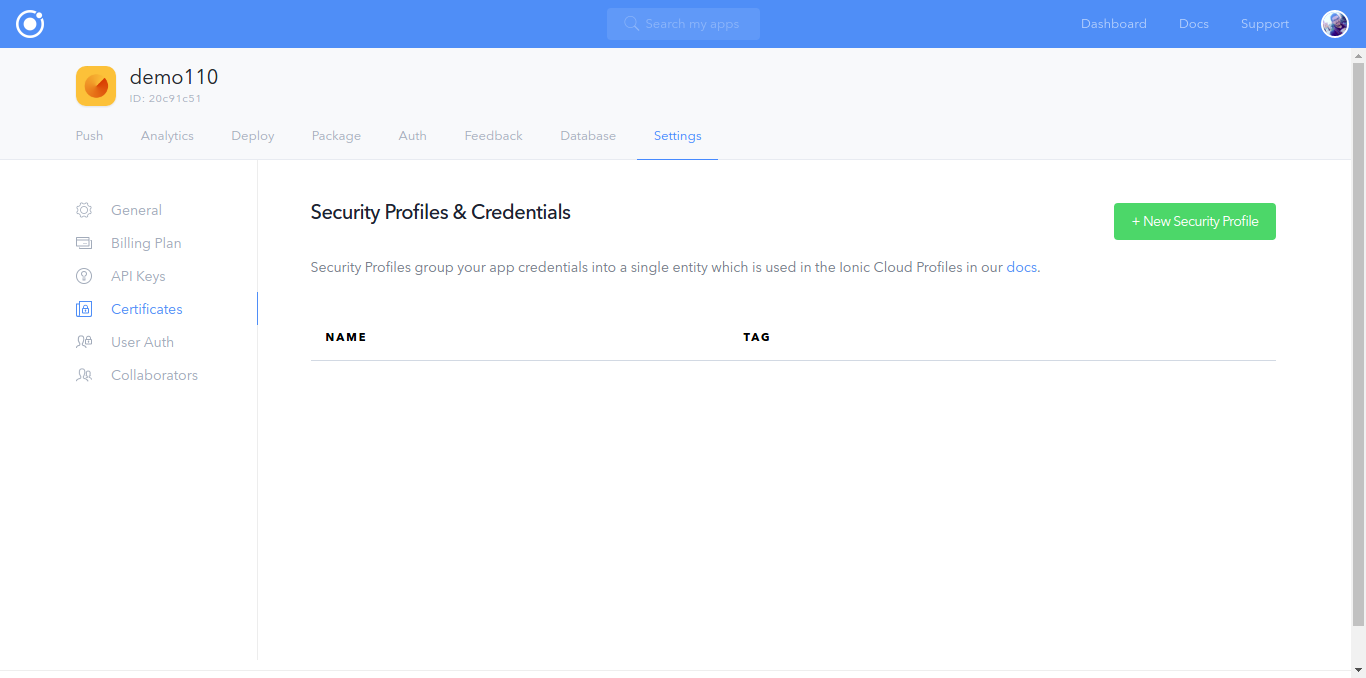 Search my apps
Dashboard Docs Support
demo110
ID: 20c91c51
Push Analytics Deploy Package Auth Feedback Database Settings
General
Billing Plan
API Keys
Certificates
User Auth
Collaborators
Security Profiles & Credentials
+ New Security Profile
Security Profiles group your app credentials into a single entity which is used in the Ionic Cloud Profiles in our docs.
NAME TAG